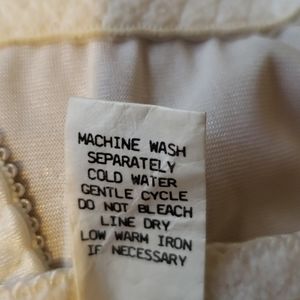 MACHINE WASH
SEPARATELY
COLD WATER
GENTLE CYCLE
DO NOT BLEACH
LINE DRY
LOW WARM IRON
IF NECESSARY